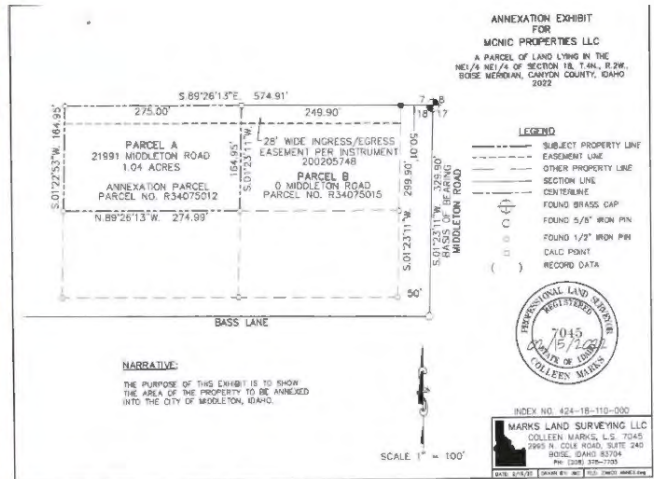 ANNEXATION EXHIBIT
FOR
MCNIC PROPERTIES LLC
A PARCEL OF LAND LYING IN THE
NE1/4 NE1/4 OF SECTION 18, T.4N., R.2W.,
BOISE MERIDIAN, CANYON COUNTY, IDAHO
2022
S.89°26'13"E. 574.91'
275.00'
249.90'
7 8
18 17
50.01'
S.01°22'53"W. 164.95'
PARCEL A
21991 MIDDLETON ROAD
1.04 ACRES
ANNEXATION PARCEL
PARCEL NO. R34075012
164.95'
S.01°23'11"W.
28' WIDE INGRESS/EGRESS
EASEMENT PER INSTRUMENT
200205748
PARCEL B
0 MIDDLETON ROAD
PARCEL NO. R34075015
S.01°23'11"W. 299.90'
S.01°23'11"W. 329.90'
BASIS OF BEARING
MIDDLETON ROAD
N.89°26'13"W. 274.99'
50'
BASS LANE
LEGEND
SUBJECT PROPERTY LINE
EASEMENT LINE
OTHER PROPERTY LINE
SECTION LINE
CENTERLINE
FOUND BRASS CAP
FOUND 5/8" IRON PIN
FOUND 1/2" IRON PIN
CALC POINT
( ) RECORD DATA
PROFESSIONAL LAND SURVEYOR
REGISTERED
7045
STATE OF IDAHO
COLLEEN MARKS
NARRATIVE:
THE PURPOSE OF THIS EXHIBIT IS TO SHOW
THE AREA OF THE PROPERTY TO BE ANNEXED
INTO THE CITY OF MIDDLETON, IDAHO.
SCALE 1" = 100'
INDEX NO. 424-18-110-000
MARKS LAND SURVEYING LLC
COLLEEN MARKS, L.S. 7045
2995 N. COLE ROAD, SUITE 240
BOISE, IDAHO 83704